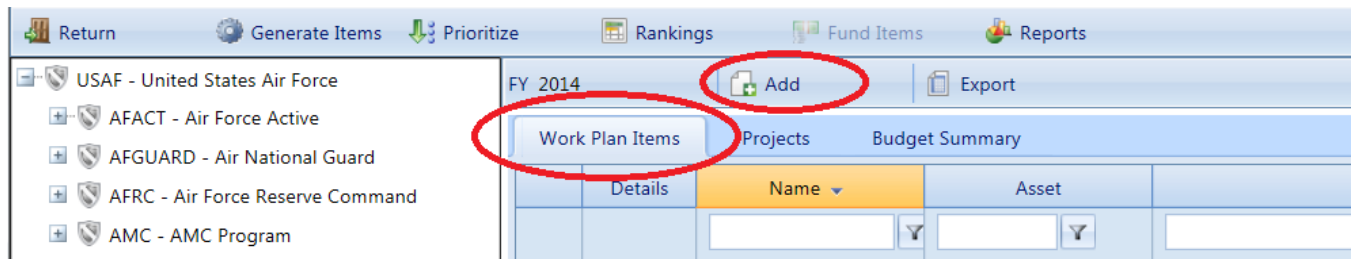 Return Generate Items Prioritize Rankings Fund Items Reports
USAF - United States Air Force
AFACT - Air Force Active
AFGUARD - Air National Guard
AFRC - Air Force Reserve Command
AMC - AMC Program
FY 2014 Add Export
Work Plan Items Projects Budget Summary
Details Name Asset